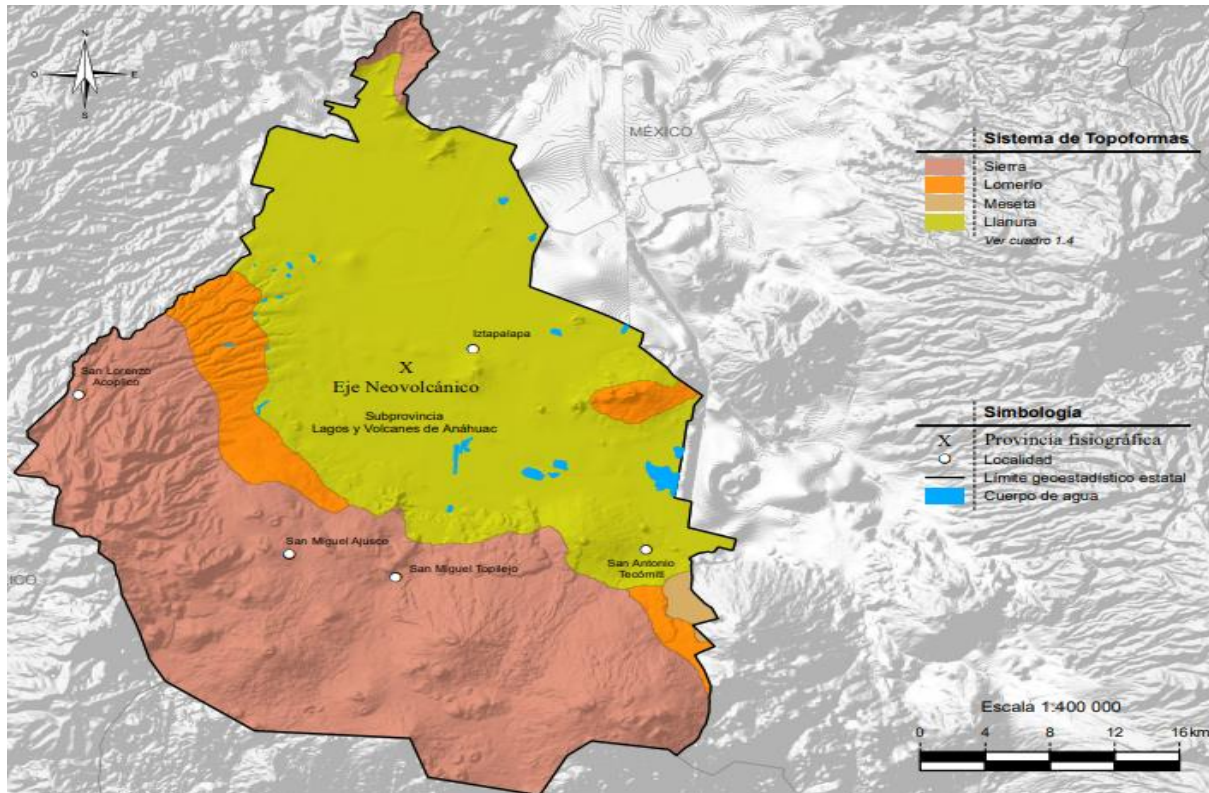 N
O
E
S
MÉXICO
Sistema de Topoformas
Sierra
Lomerío
Meseta
Llanura
Ver cuadro 1.4
San Lorenzo
Acopilco
Iztapalapa
X
Eje Neovolcánico
Subprovincia
Lagos y Volcanes de Anáhuac
Simbología
X Provincia fisiográfica
Localidad
Límite geoestadístico estatal
Cuerpo de agua
San Miguel Ajusco
San Miguel Topilejo
San Antonio
Tecómitl
ICO
Escala 1:400 000
0 4 8 12 16 km